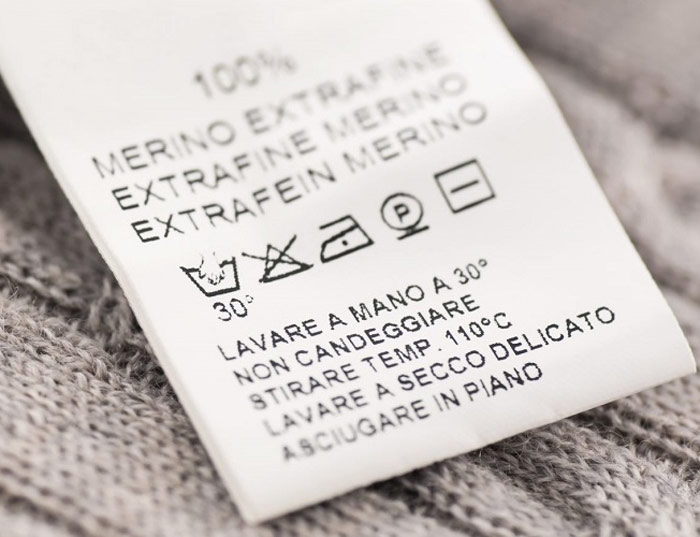 100%
MERINO EXTRAFINE
EXTRAFINE MERINO
EXTRAFEIN MERINO
P
30°
LAVARE A MANO A 30°
NON CANDEGGIARE
STIRARE TEMP. 110°C
LAVARE A SECCO DELICATO
ASCIUGARE IN PIANO